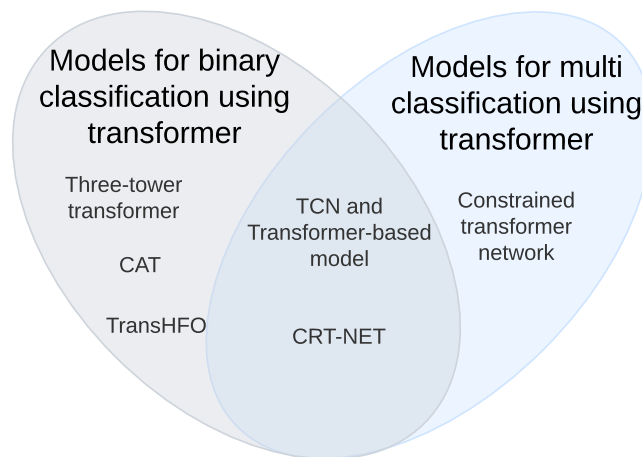 Models for binary
classification using
transformer
Three-tower
transformer
CAT
TransHFO
TCN and
Transformer-based
model
CRT-NET
Models for multi
classification using
transformer
Constrained
transformer
network